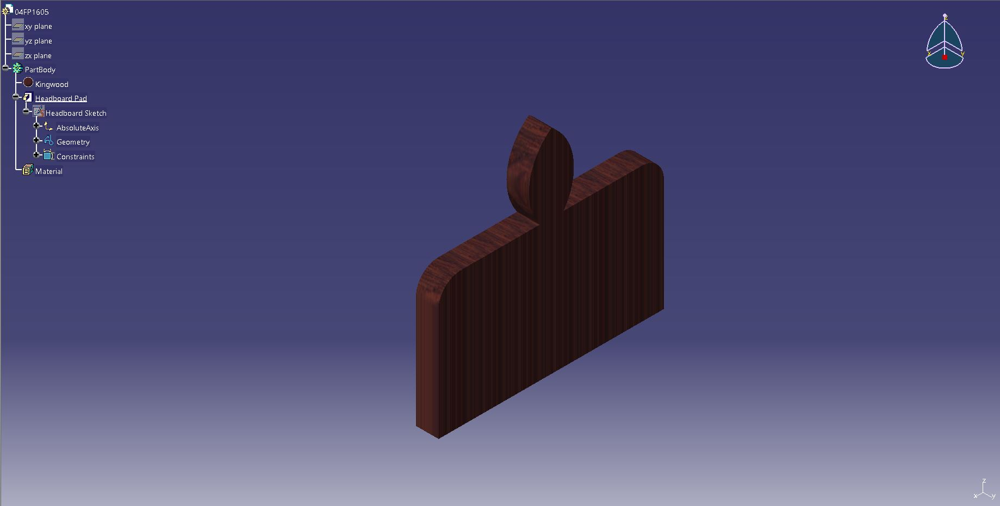 04FP1605
xy plane
yz plane
zx plane
PartBody
Kingwood
Headboard Pad
Headboard Sketch
AbsoluteAxis
Geometry
Constraints
Material
z
x
y
z
x
y